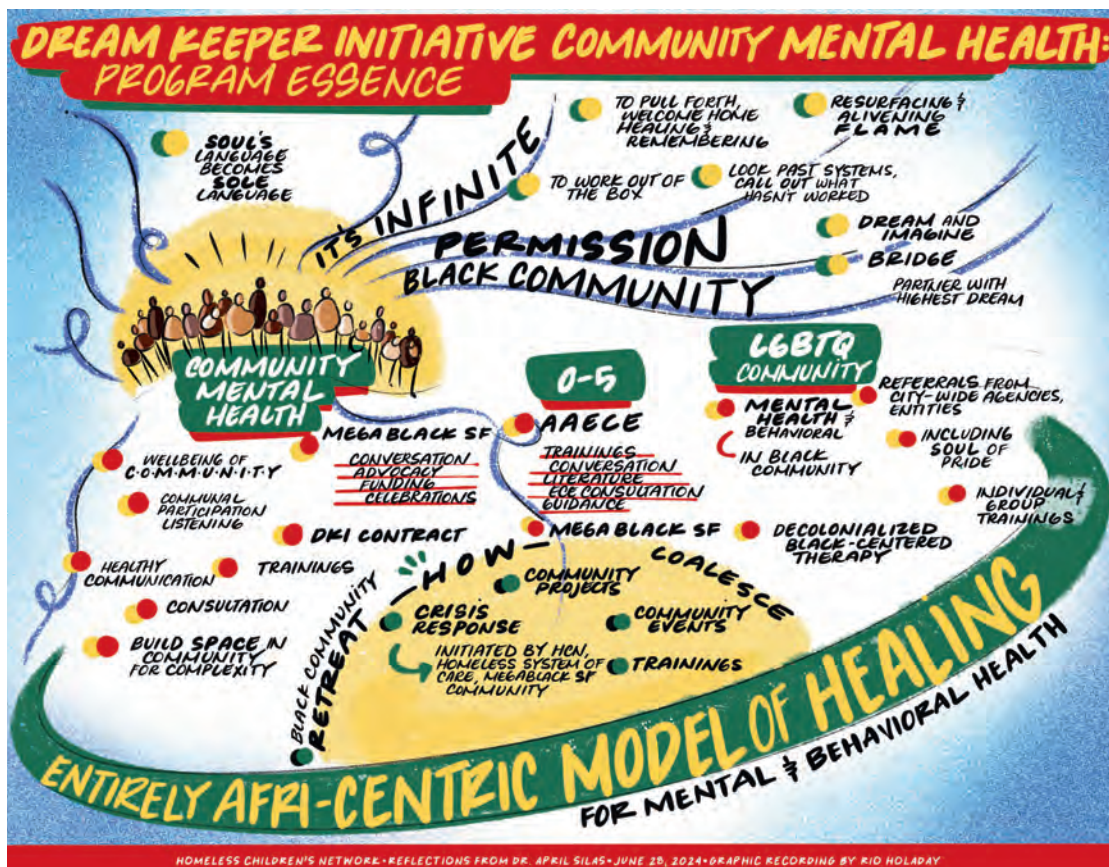 DREAM KEEPER INITIATIVE COMMUNITY MENTAL HEALTH:
PROGRAM ESSENCE
SOUL'S
LANGUAGE
BECOMES
SOLE
LANGUAGE
IT'S INFINITE
TO PULL FORTH,
WELCOME HOME
HEALING &
REMEMBERING
RESURFACING &
ALIVENING
FLAME
TO WORK OUT OF
THE BOX
LOOK PAST SYSTEMS,
CALL OUT WHAT
HASN'T WORKED
PERMISSION
BLACK COMMUNITY
DREAM AND
IMAGINE
BRIDGE
PARTNER WITH
HIGHEST DREAM
COMMUNITY
MENTAL
HEALTH
MEGA BLACK SF
CONVERSATION
ADVOCACY
FUNDING
CELEBRATIONS
WELLBEING OF
C·O·M·M·U·N·I·T·Y
COMMUNAL
PARTICIPATION
LISTENING
DKI CONTRACT
HEALTHY
COMMUNICATION
TRAININGS
CONSULTATION
BUILD SPACE IN
COMMUNITY
FOR COMPLEXITY
0-5
AAECE
TRAININGS
CONVERSATION
LITERATURE
ECE CONSULTATION
GUIDANCE
MEGA BLACK SF
LGBTQ
COMMUNITY
MENTAL
HEALTH &
BEHAVIORAL
IN BLACK
COMMUNITY
REFERRALS FROM
CITY-WIDE AGENCIES,
ENTITIES
INCLUDING
SOUL OF
PRIDE
INDIVIDUAL &
GROUP
TRAININGS
DECOLONIALIZED
BLACK-CENTERED
THERAPY
BLACK COMMUNITY
RETREAT
HOW
COALESCE
COMMUNITY
PROJECTS
CRISIS
RESPONSE
INITIATED BY HCN,
HOMELESS SYSTEM OF
CARE, MEGABLACK SF
COMMUNITY
COMMUNITY
EVENTS
TRAININGS
ENTIRELY AFRI-CENTRIC MODEL OF HEALING
FOR MENTAL & BEHAVIORAL HEALTH
HOMELESS CHILDREN'S NETWORK • REFLECTIONS FROM DR. APRIL SILAS • JUNE 28, 2024 • GRAPHIC RECORDING BY RIO HOLADAY